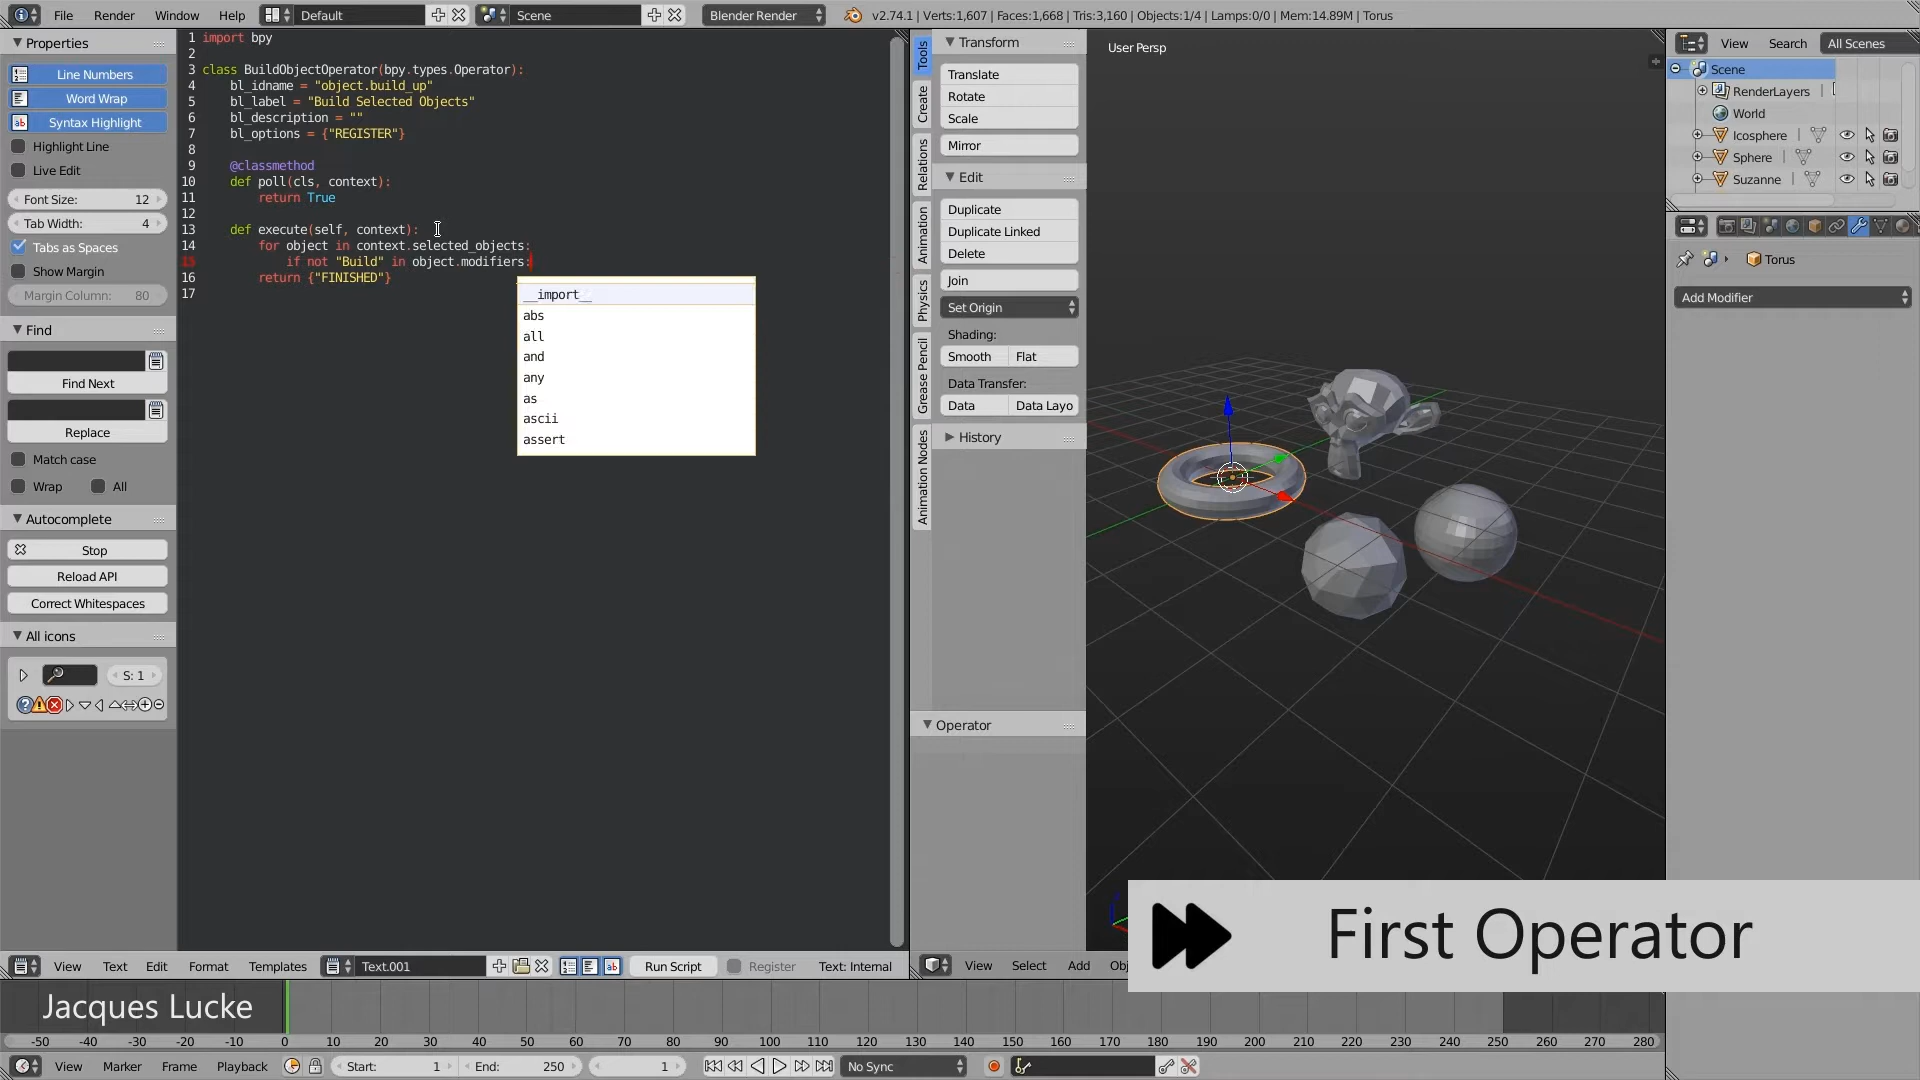 File Render Window Help Default Scene Blender Render v2.74.1 | Verts:1,607 | Faces:1,668 | Tris:3,160 | Objects:1/4 | Lamps:0/0 | Mem:14.89M | Torus
Properties
Line Numbers
Word Wrap
Syntax Highlight
Highlight Line
Live Edit
Font Size: 12
Tab Width: 4
Tabs as Spaces
Show Margin
Margin Column: 80
Find
Find Next
Replace
Match case
Wrap All
Autocomplete
Stop
Reload API
Correct Whitespaces
All icons
S: 1
1 import bpy
2
3 class BuildObjectOperator(bpy.types.Operator):
4 bl_idname = "object.build_up"
5 bl_label = "Build Selected Objects"
6 bl_description = ""
7 bl_options = {"REGISTER"}
8
9 @classmethod
10 def poll(cls, context):
11 return True
12
13 def execute(self, context):
14 for object in context.selected_objects:
15 if not "Build" in object.modifiers:
16 return {"FINISHED"}
17
__import__
abs
all
and
any
as
ascii
assert
Tools
Create
Relations
Animation
Physics
Grease Pencil
Animation Nodes
Transform
Translate
Rotate
Scale
Mirror
Edit
Duplicate
Duplicate Linked
Delete
Join
Set Origin
Shading:
Smooth Flat
Data Transfer:
Data Data Layo
History
Operator
User Persp
View Search All Scenes
Scene
RenderLayers
World
Icosphere
Sphere
Suzanne
Torus
Add Modifier
First Operator
View Text Edit Format Templates Text.001 Run Script Register Text: Internal
View Select Add Obj
Jacques Lucke
-50 -40 -30 -20 -10 0 10 20 30 40 50 60 70 80 90 100 110 120 130 140 150 160 170 180 190 200 210 220 230 240 250 260 270 280
View Marker Frame Playback Start: 1 End: 250 1 No Sync